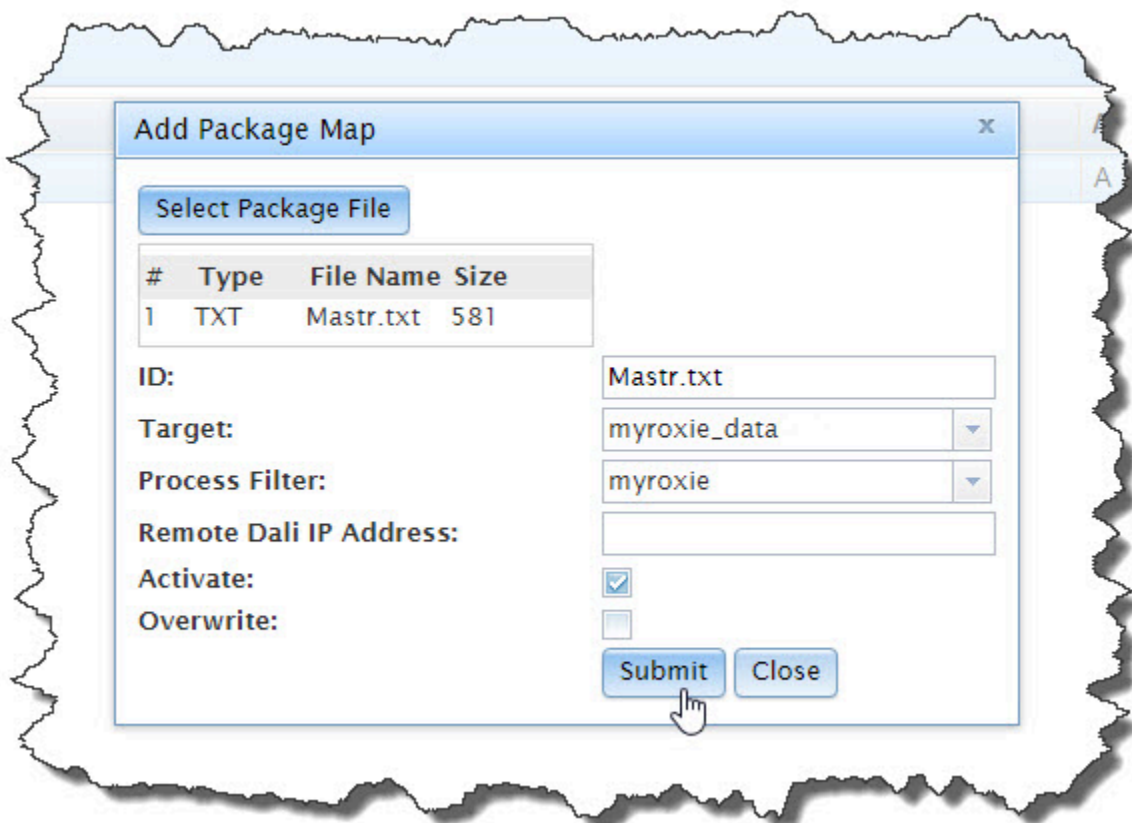 Add Package Map x
A
A
Select Package File
# Type File Name Size
1 TXT Mastr.txt 581
ID: Mastr.txt
Target: myroxie_data
Process Filter: myroxie
Remote Dali IP Address:
Activate:
Overwrite:
Submit Close